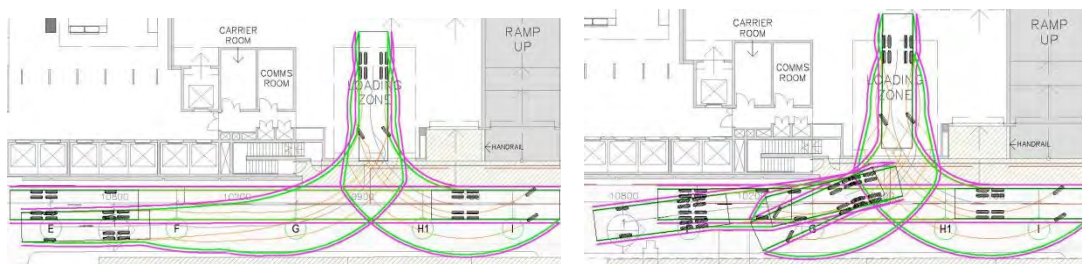 CARRIER
ROOM
COMMS
ROOM
RAMP
UP
LOADING
ZONE
HANDRAIL
10800
10200
10900
E
F
G
H1
I
CARRIER
ROOM
COMMS
ROOM
RAMP
UP
LOADING
ZONE
HANDRAIL
10800
G
H1
I